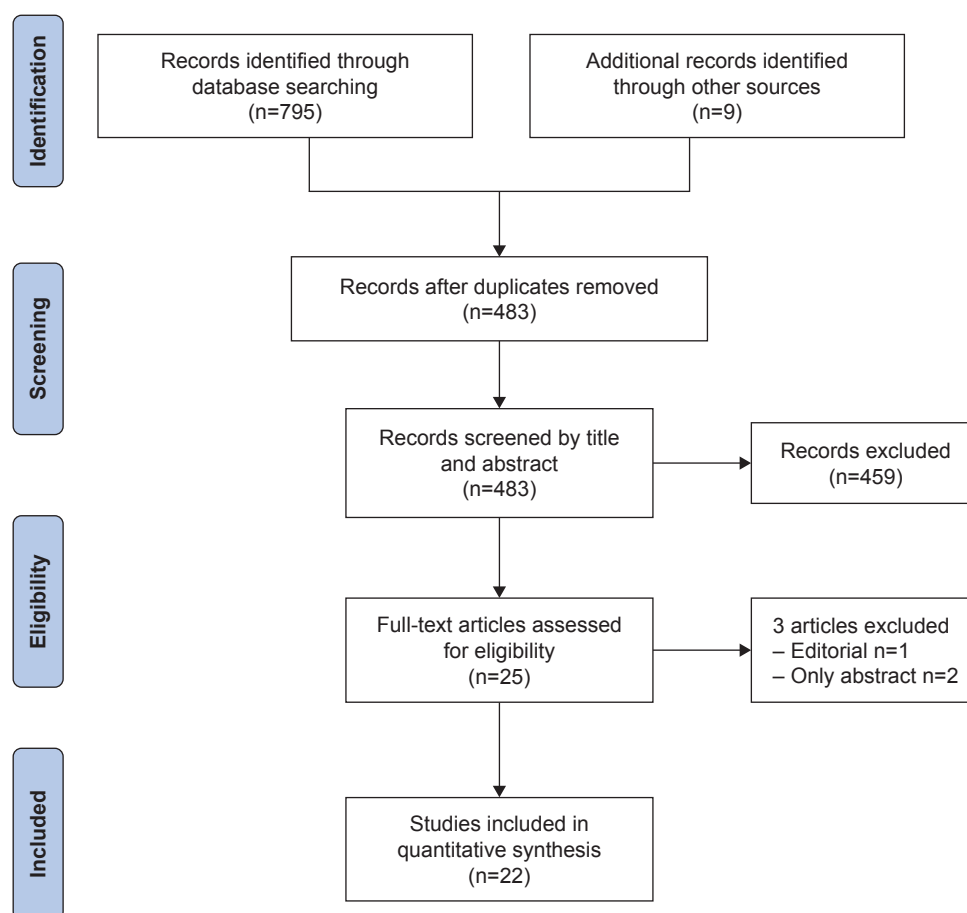 Identification
Records identified through
database searching
(n=795)
Additional records identified
through other sources
(n=9)
Screening
Records after duplicates removed
(n=483)
Records screened by title
and abstract
(n=483)
Records excluded
(n=459)
Eligibility
Full-text articles assessed
for eligibility
(n=25)
3 articles excluded
– Editorial n=1
– Only abstract n=2
Included
Studies included in
quantitative synthesis
(n=22)